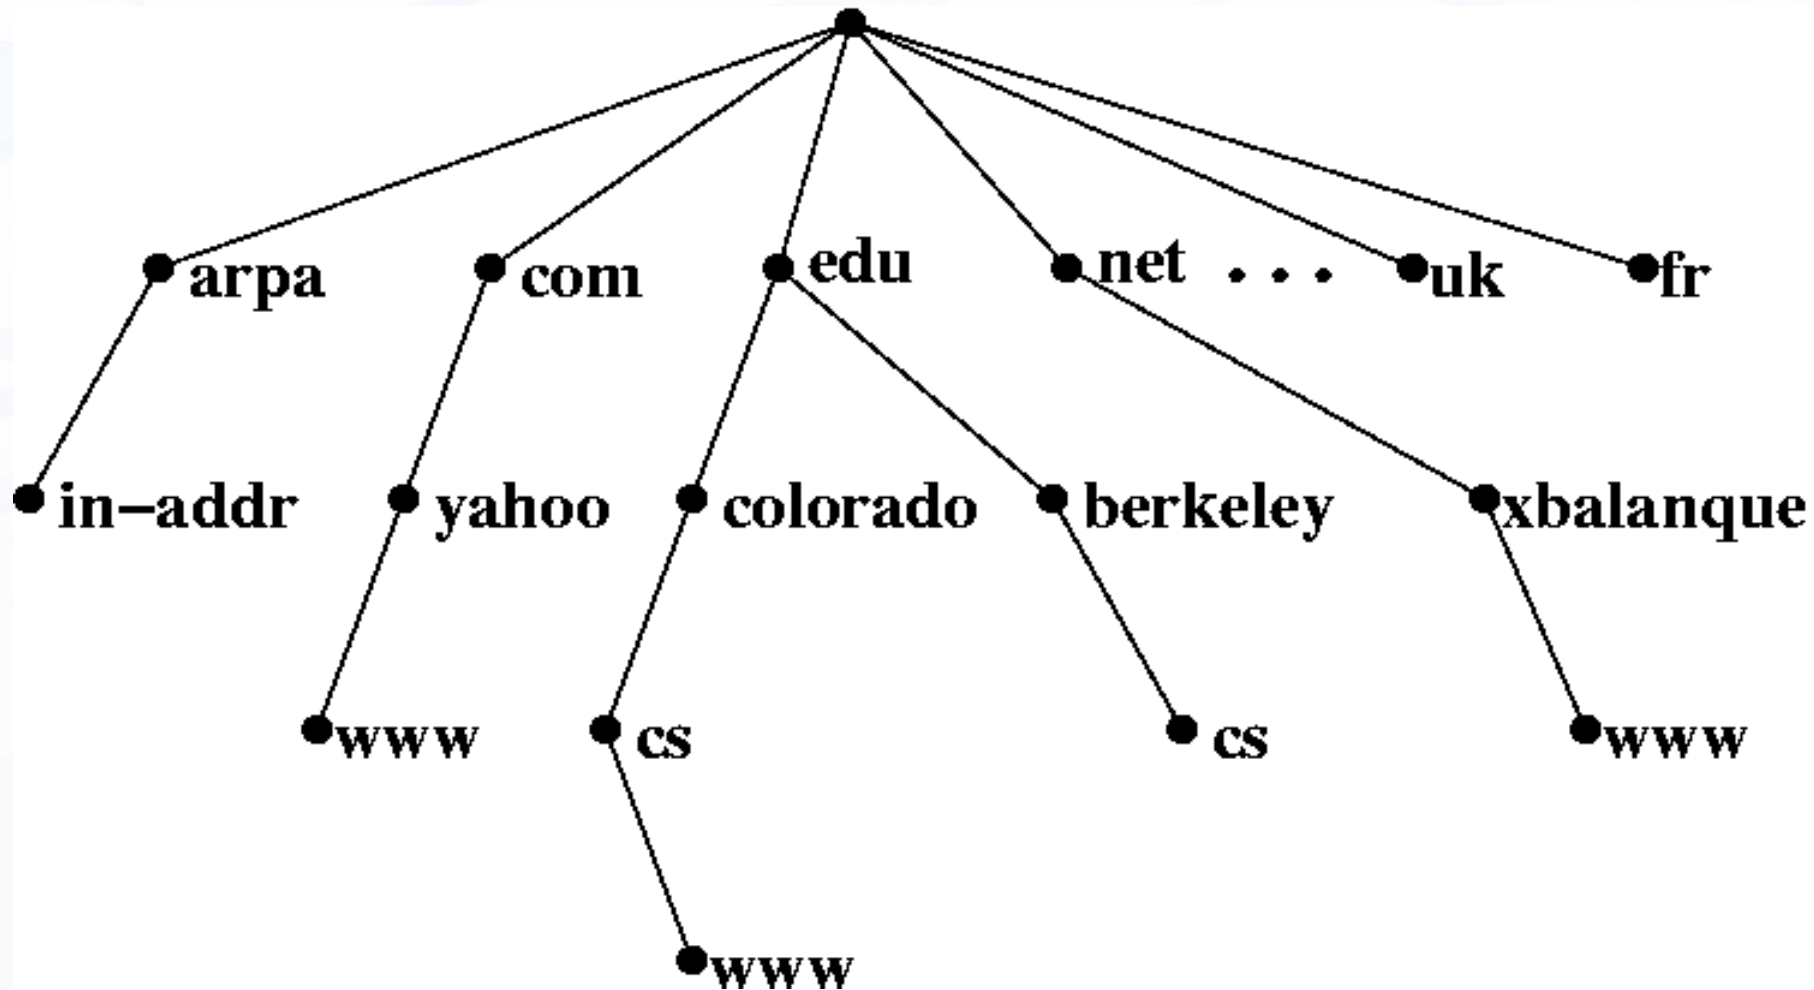 arpa com edu net . . . uk fr
in-addr yahoo colorado berkeley xbalanque
www cs cs www
www